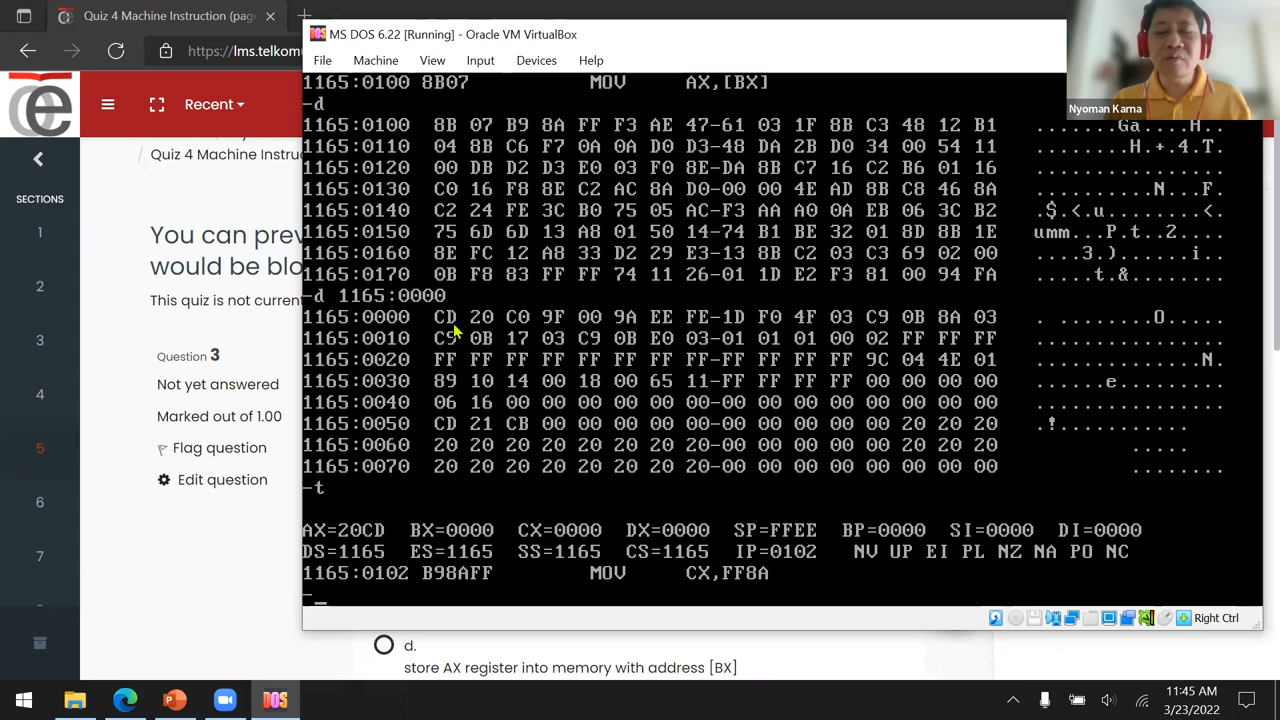 Quiz 4 Machine Instruction (pag
https://lms.telkomu
Recent
Quiz 4 Machine Instruc
SECTIONS
1
2
3
4
5
6
7
You can prev
would be blo
This quiz is not current
Question 3
Not yet answered
Marked out of 1.00
Flag question
Edit question
MS DOS 6.22 [Running] - Oracle VM VirtualBox
File Machine View Input Devices Help
1165:0100 8B07 MOV AX,[BX]
-d
1165:0100 8B 07 B9 8A FF F3 AE 47-61 03 1F 8B C3 48 12 B1 .......Ga....H..
1165:0110 04 8B C6 F7 0A 0A D0 D3-48 DA 2B D0 34 00 54 11 ........H.+.4.T.
1165:0120 00 DB D2 D3 E0 03 F0 8E-DA 8B C7 16 C2 B6 01 16 ................
1165:0130 C0 16 F8 8E C2 AC 8A D0-00 00 4E AD 8B C8 46 8A ..........N...F.
1165:0140 C2 24 FE 3C B0 75 05 AC-F3 AA A0 0A EB 06 3C B2 .$.<.u........<.
1165:0150 75 6D 6D 13 A8 01 50 14-74 B1 BE 32 01 8D 8B 1E umm...P.t..2....
1165:0160 8E FC 12 A8 33 D2 29 E3-13 8B C2 03 C3 69 02 00 ....3.)......i..
1165:0170 0B F8 83 FF FF 74 11 26-01 1D E2 F3 81 00 94 FA .....t.&........
-d 1165:0000
1165:0000 CD 20 C0 9F 00 9A EE FE-1D F0 4F 03 C9 0B 8A 03 . ........O.....
1165:0010 C9 0B 17 03 C9 0B E0 03-01 01 01 00 02 FF FF FF ................
1165:0020 FF FF FF FF FF FF FF FF-FF FF FF FF 9C 04 4E 01 ..............N.
1165:0030 89 10 14 00 18 00 65 11-FF FF FF FF 00 00 00 00 ......e.........
1165:0040 06 16 00 00 00 00 00 00-00 00 00 00 00 00 00 00 ................
1165:0050 CD 21 CB 00 00 00 00 00-00 00 00 00 00 20 20 20 .!...........
1165:0060 20 20 20 20 20 20 20 20-00 00 00 00 00 20 20 20 .....
1165:0070 20 20 20 20 20 20 20 20-00 00 00 00 00 00 00 00 ........
-t
AX=20CD BX=0000 CX=0000 DX=0000 SP=FFEE BP=0000 SI=0000 DI=0000
DS=1165 ES=1165 SS=1165 CS=1165 IP=0102 NV UP EI PL NZ NA PO NC
1165:0102 B98AFF MOV CX,FF8A
-_
Right Ctrl
d.
store AX register into memory with address [BX]
Nyoman Karna
11:45 AM
3/23/2022